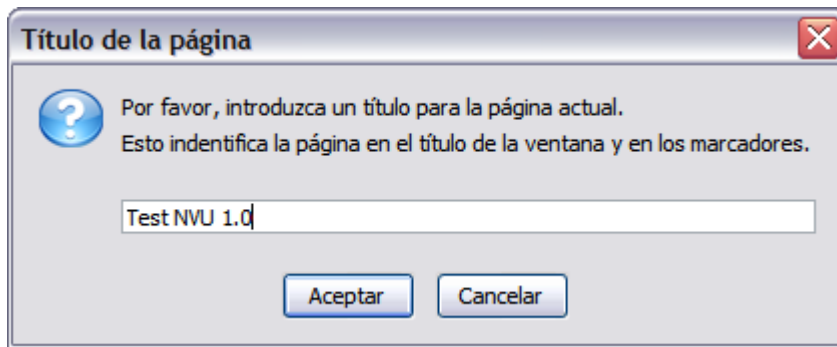 Título de la página
Por favor, introduzca un título para la página actual.
Esto indentifica la página en el título de la ventana y en los marcadores.
Test NVU 1.0
Aceptar Cancelar